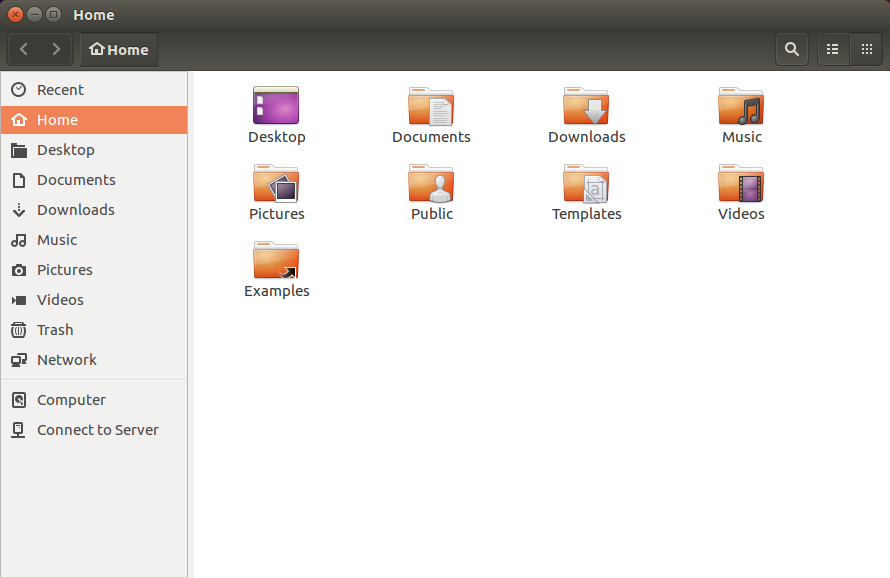 Home
Home
Recent
Home
Desktop
Documents
Downloads
Music
Pictures
Videos
Trash
Network
Computer
Connect to Server
Desktop
Documents
Downloads
Music
Pictures
Public
a
Templates
Videos
Examples